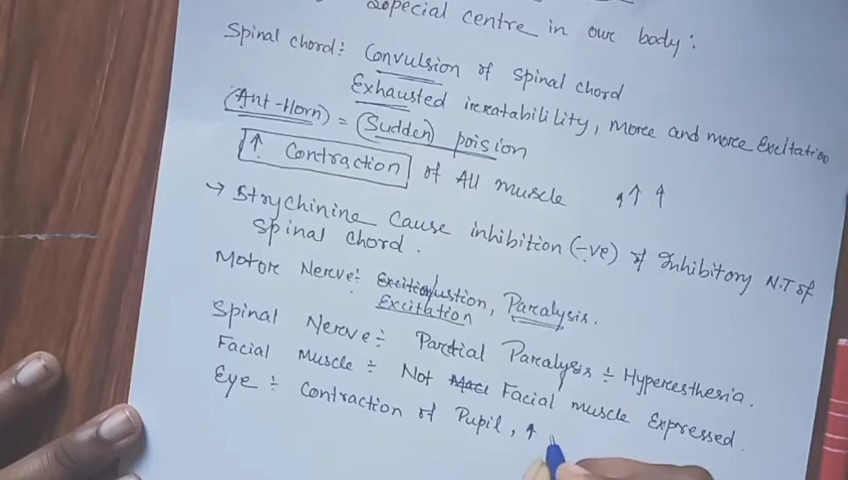 special centre in our body:
Spinal chord: Convulsion of spinal chord
Exhausted irreatabilility, more and more Excitation
(Ant-Horn) = (Sudden) poision
↑ Contraction of All muscle ↑ ↑ ↑
→ Strychinine cause inhibition (-ve) of Inhibitory N.T of
Spinal chord.
Motor Nerve: Exhaustion, Paralysis.
Excitation
Spinal Nerve: Partial Paralysis: Hyperesthesia.
Facial muscle: Not Facial muscle Expressed.
Eye: Contraction of Pupil, ↑